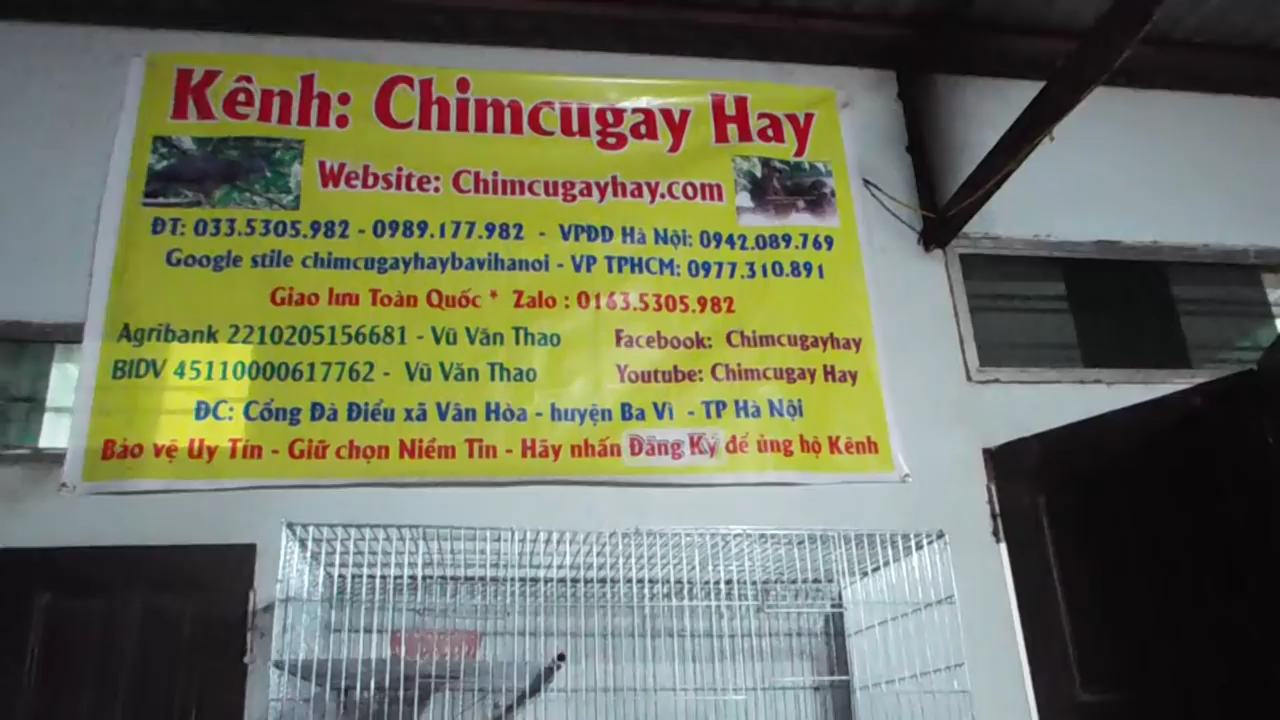 Kênh: Chimcugay Hay
Website: Chimcugayhay.com
ĐT: 033.5305.982 - 0989.177.982 - VPĐD Hà Nội: 0942.089.769
Google stile chimcugayhaybavihanoi - VP TPHCM: 0977.310.891
Giao lưu Toàn Quốc * Zalo : 0163.5305.982
Agribank 2210205156681 - Vũ Văn Thao
Facebook: Chimcugayhay
BIDV 45110000617762 - Vũ Văn Thao
Youtube: Chimcugay Hay
ĐC: Cổng Đà Điểu xã Vân Hòa - huyện Ba Vì - TP Hà Nội
Bảo vệ Uy Tín - Giữ chọn Niềm Tin - Hãy nhấn Đăng Ký để ủng hộ Kênh